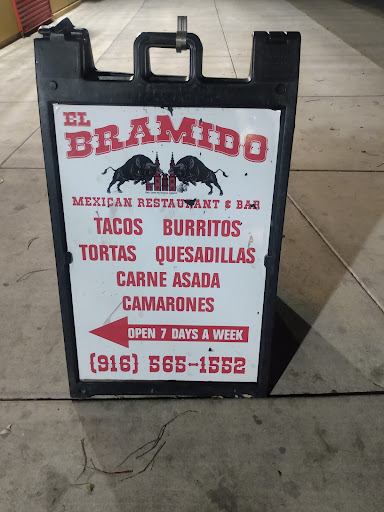 EL
BRAMIDO
MEXICAN RESTAURANT & BAR
TACOS BURRITOS
TORTAS QUESADILLAS
CARNE ASADA
CAMARONES
OPEN 7 DAYS A WEEK
(916) 565-1552